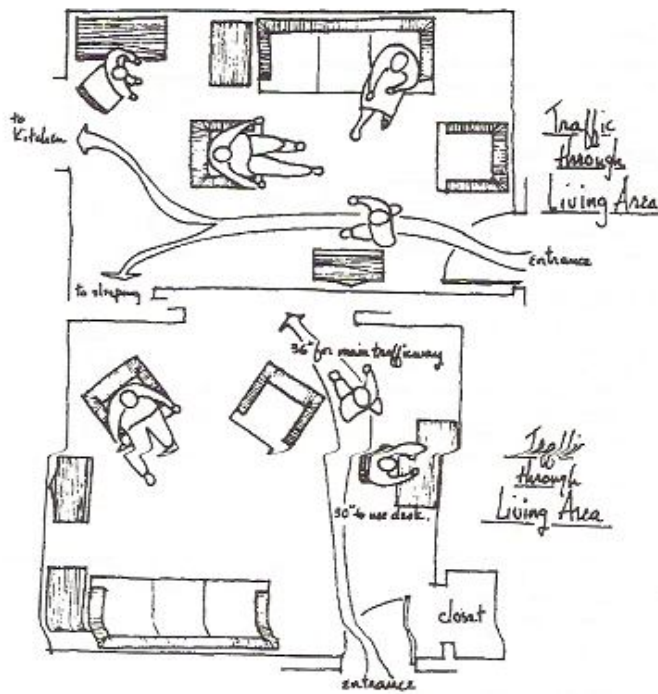 to
Kitchen
Traffic
through
Living Area
entrance
to sleeping
36" for main trafficway
Traffic
through
Living Area
30" to use desk.
closet
entrance